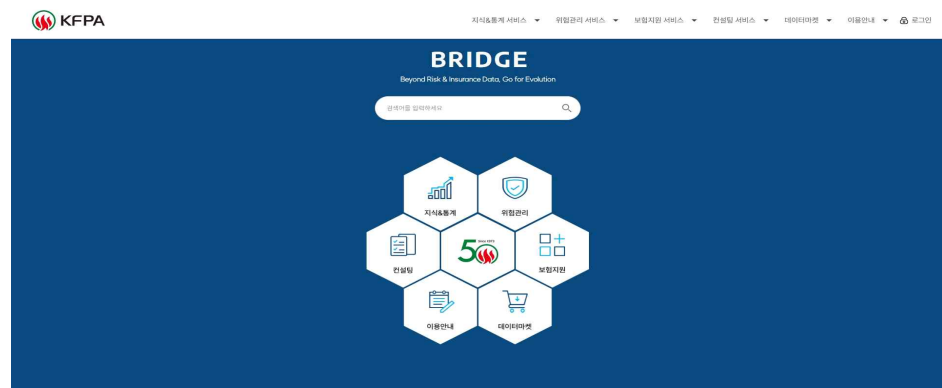 KFPA
지식&통계 서비스
위험관리 서비스
보험지원 서비스
컨설팅 서비스
데이터마켓
이용안내
로그인
BRIDGE
Beyond Risk & Insurance Data, Go for Evolution
검색어를 입력하세요
지식&통계
위험관리
컨설팅
50
보험지원
이용안내
데이터마켓